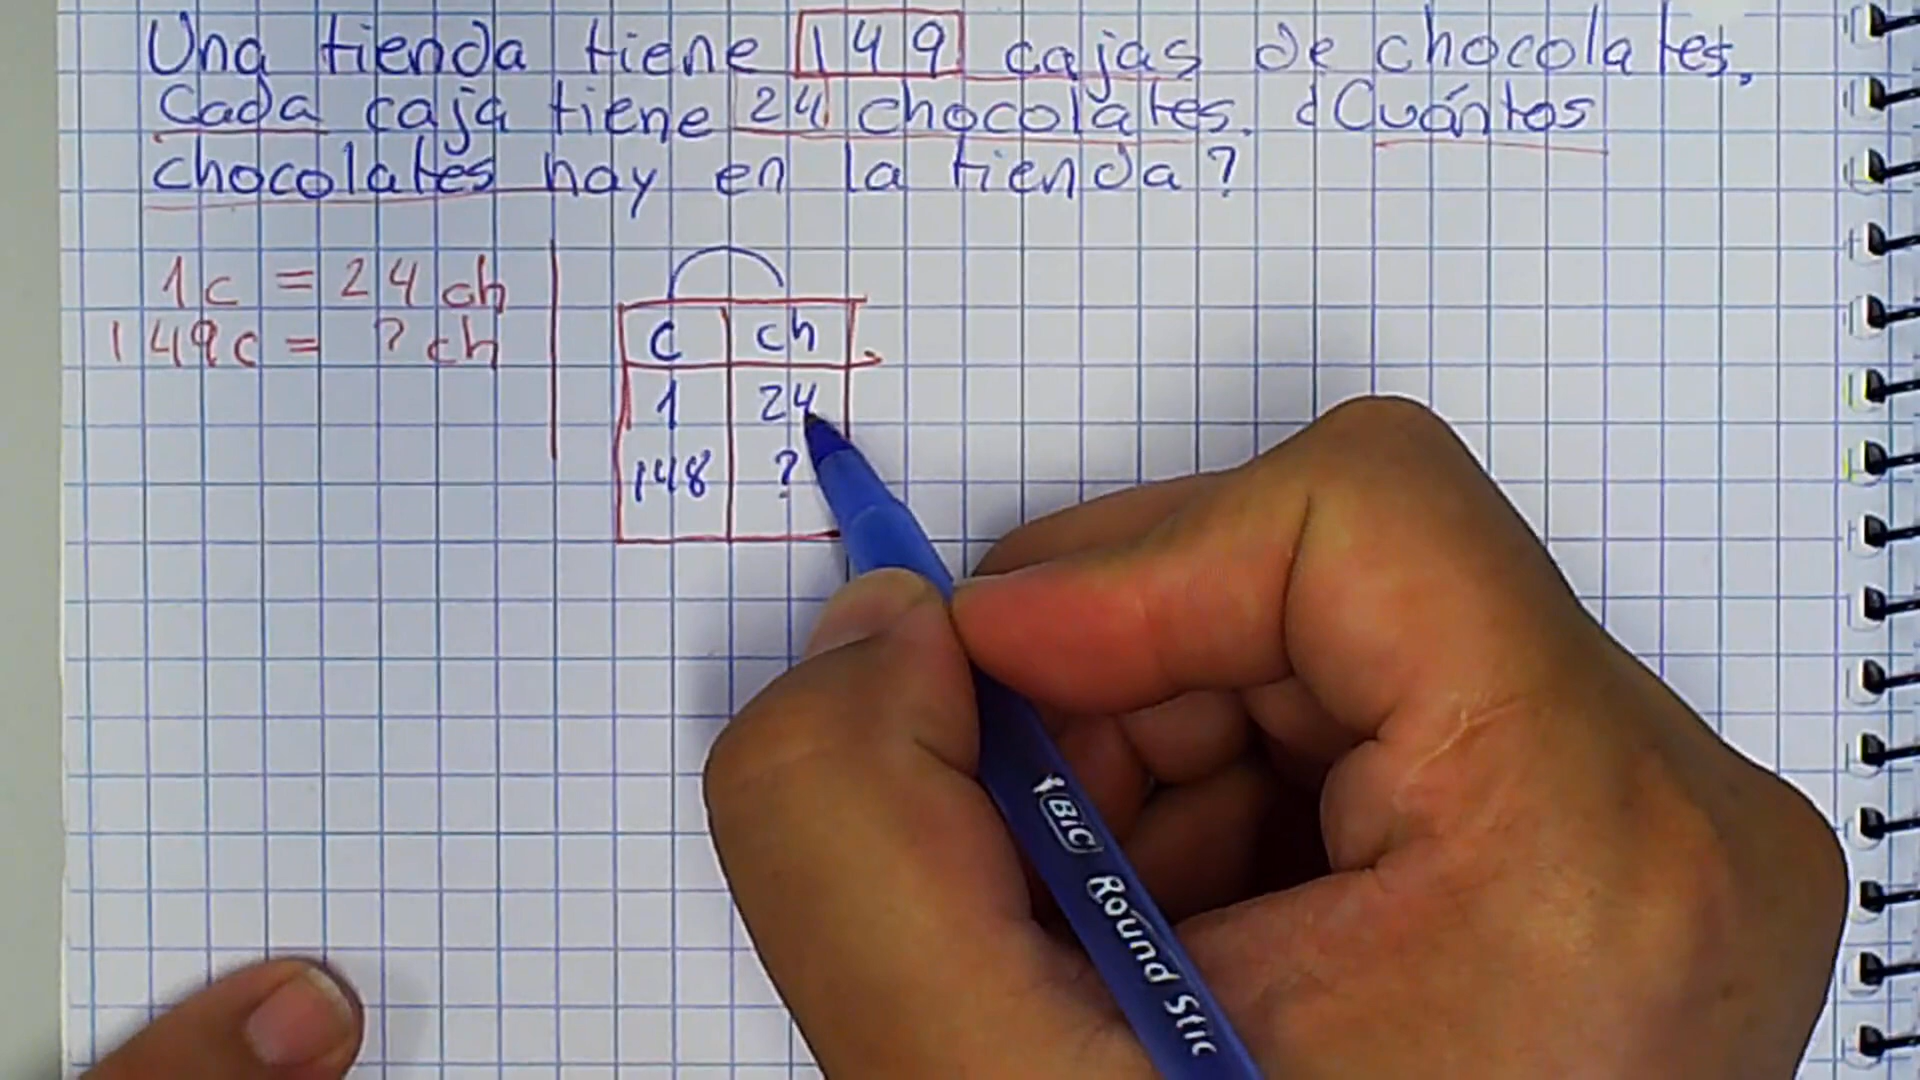 Una tienda tiene 149 cajas de chocolates.
Cada caja tiene 24 chocolates. ¿Cuántos
chocolates hay en la tienda?
1c = 24 ch
149c = ? ch
c ch
1 24
148 ?
BIC Round Stic